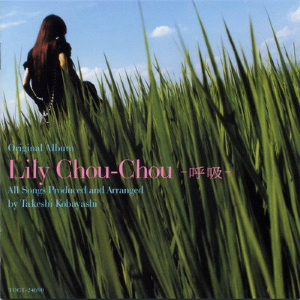 Original Album
Lily Chou-Chou -呼吸-
All Songs Produced and Arranged
by Takeshi Kobayashi